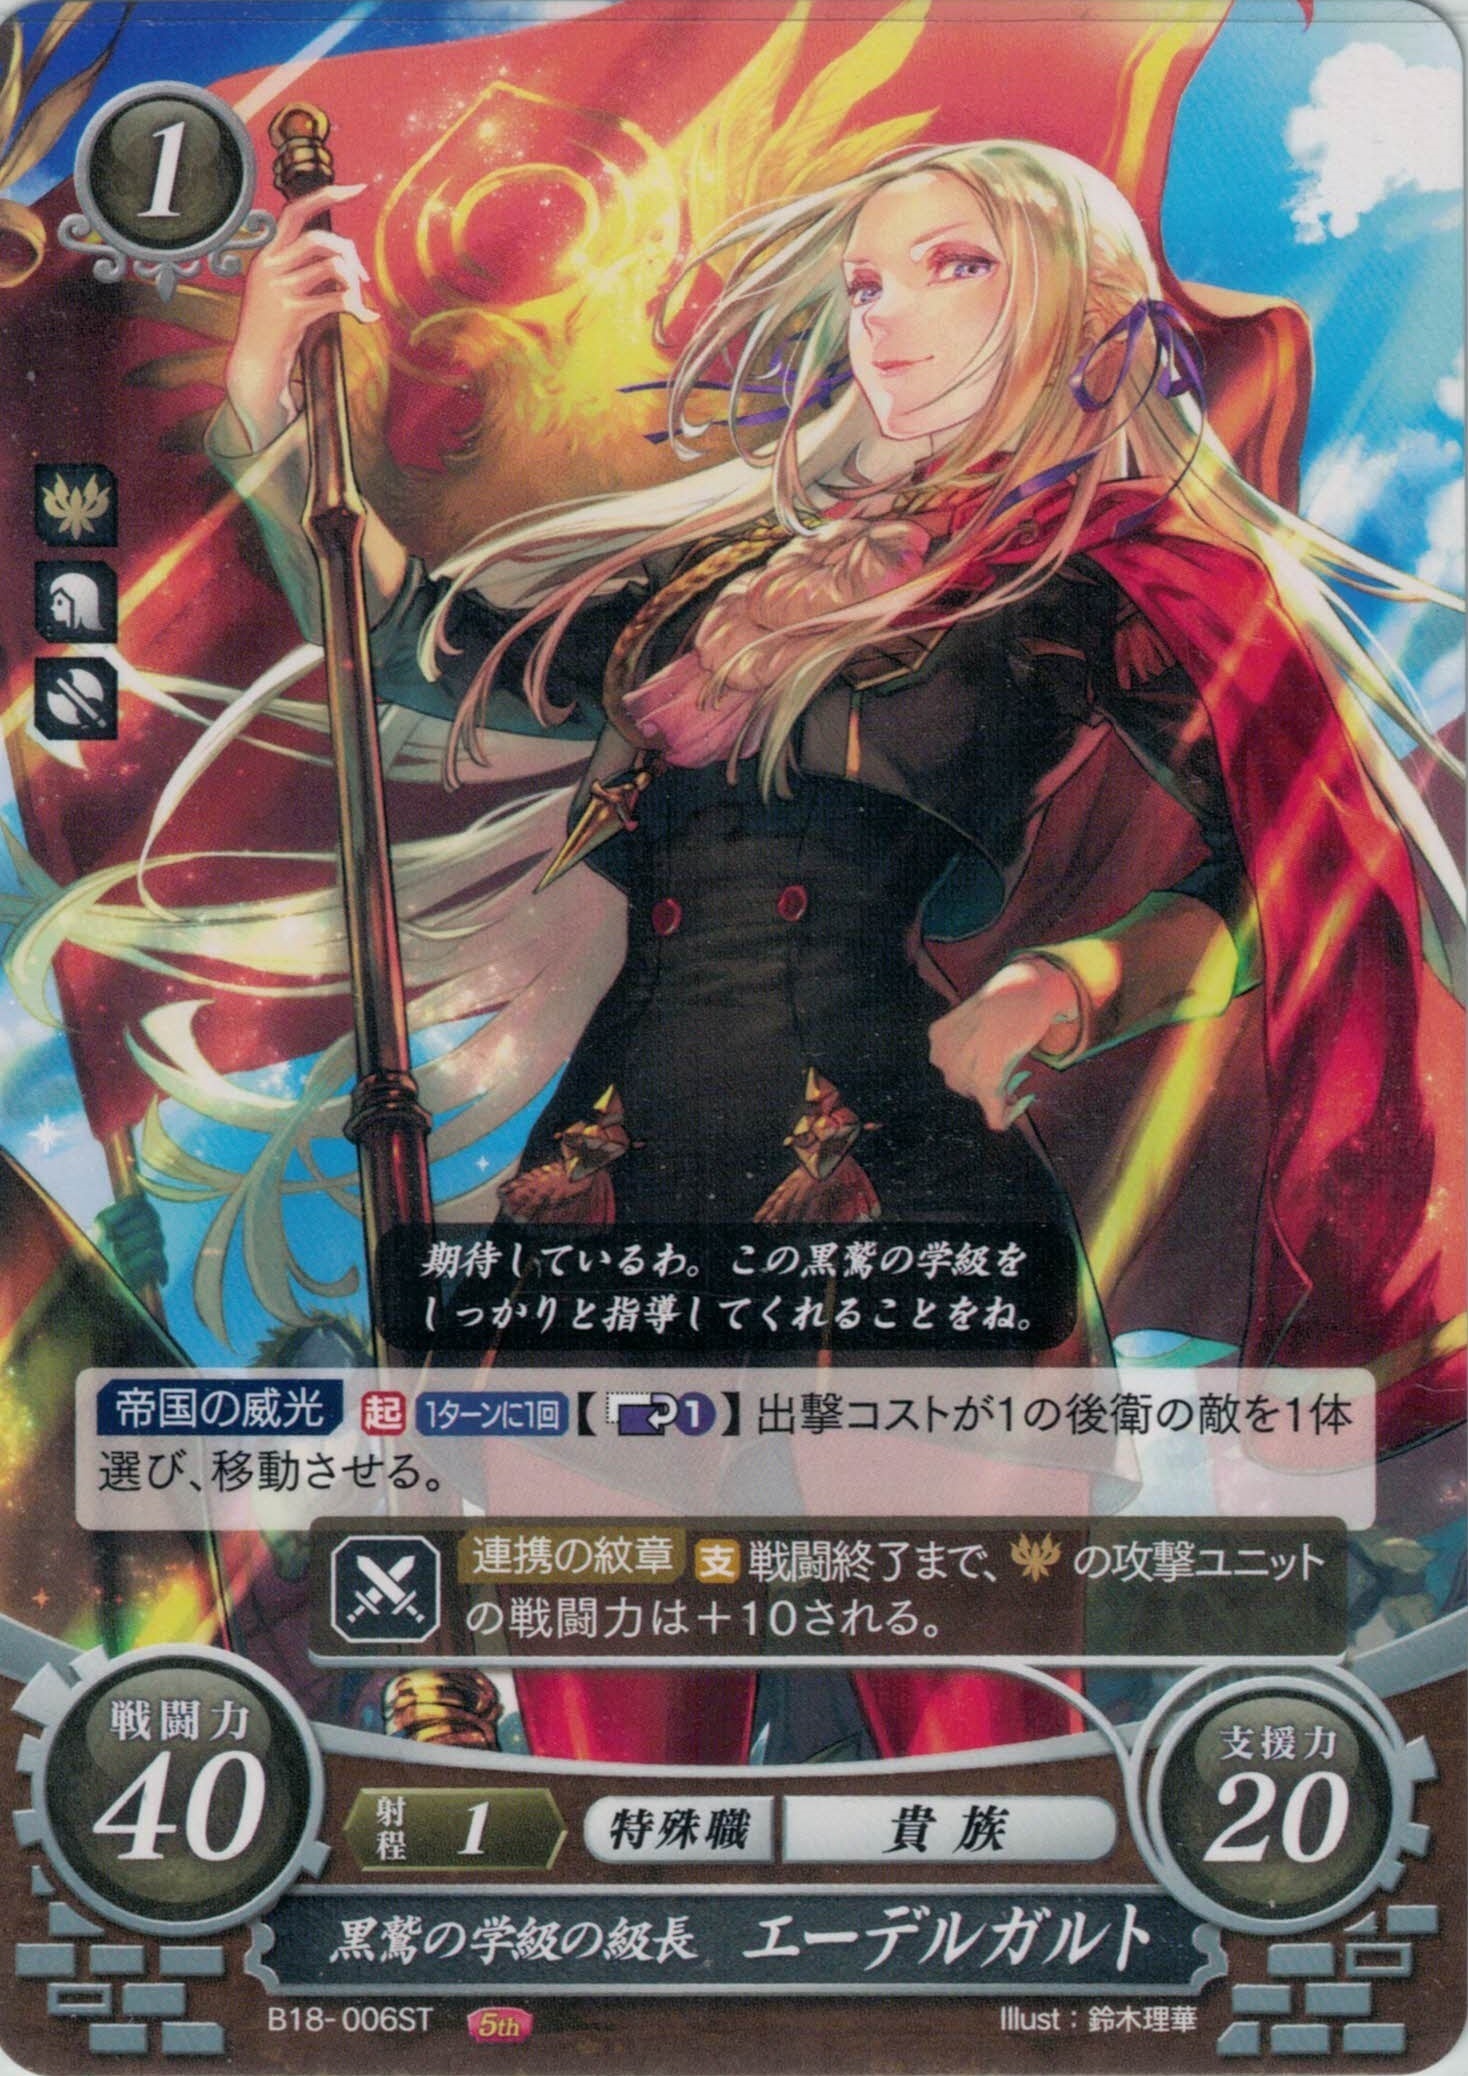 1
期待しているわ。この黒鷲の学級を
しっかりと指導してくれることをね。
帝国の威光 起 1ターンに1回【1】出撃コストが1の後衛の敵を1体
選び、移動させる。
連携の紋章 支 戦闘終了まで、の攻撃ユニット
の戦闘力は＋10される。
戦闘力
40
射程 1
特殊職 貴族
支援力
20
黒鷲の学級の級長 エーデルガルト
B18-006ST 5th Illust：鈴木理華